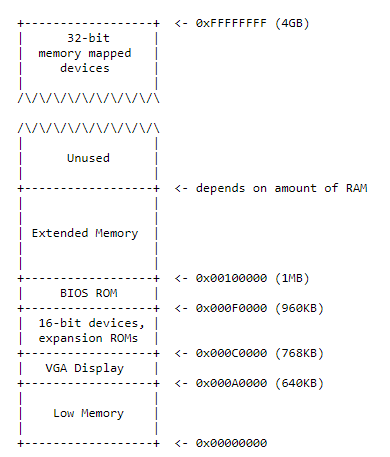 +------------------+  <- 0xFFFFFFFF (4GB)
|      32-bit      |
|  memory mapped   |
|     devices      |
|                  |
/\/\/\/\/\/\/\/\/\/\

/\/\/\/\/\/\/\/\/\/\
|                  |
|      Unused      |
|                  |
+------------------+  <- depends on amount of RAM
|                  |
|                  |
| Extended Memory  |
|                  |
|                  |
+------------------+  <- 0x00100000 (1MB)
|     BIOS ROM     |
+------------------+  <- 0x000F0000 (960KB)
|  16-bit devices, |
|  expansion ROMs  |
+------------------+  <- 0x000C0000 (768KB)
|   VGA Display    |
+------------------+  <- 0x000A0000 (640KB)
|                  |
|    Low Memory    |
|                  |
+------------------+  <- 0x00000000